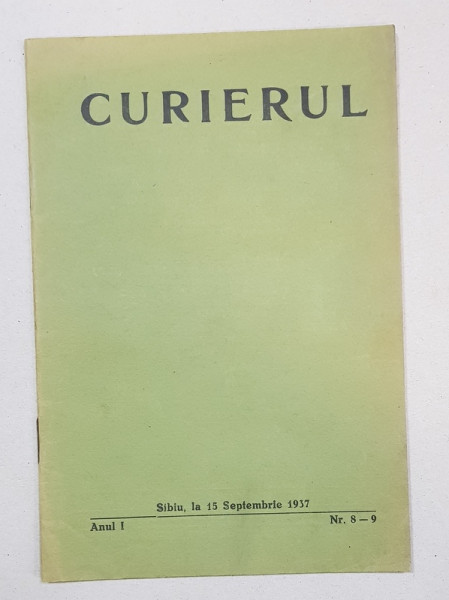 CURIERUL
Sibiu, la 15 Septembrie 1937
Anul I
Nr. 8 — 9